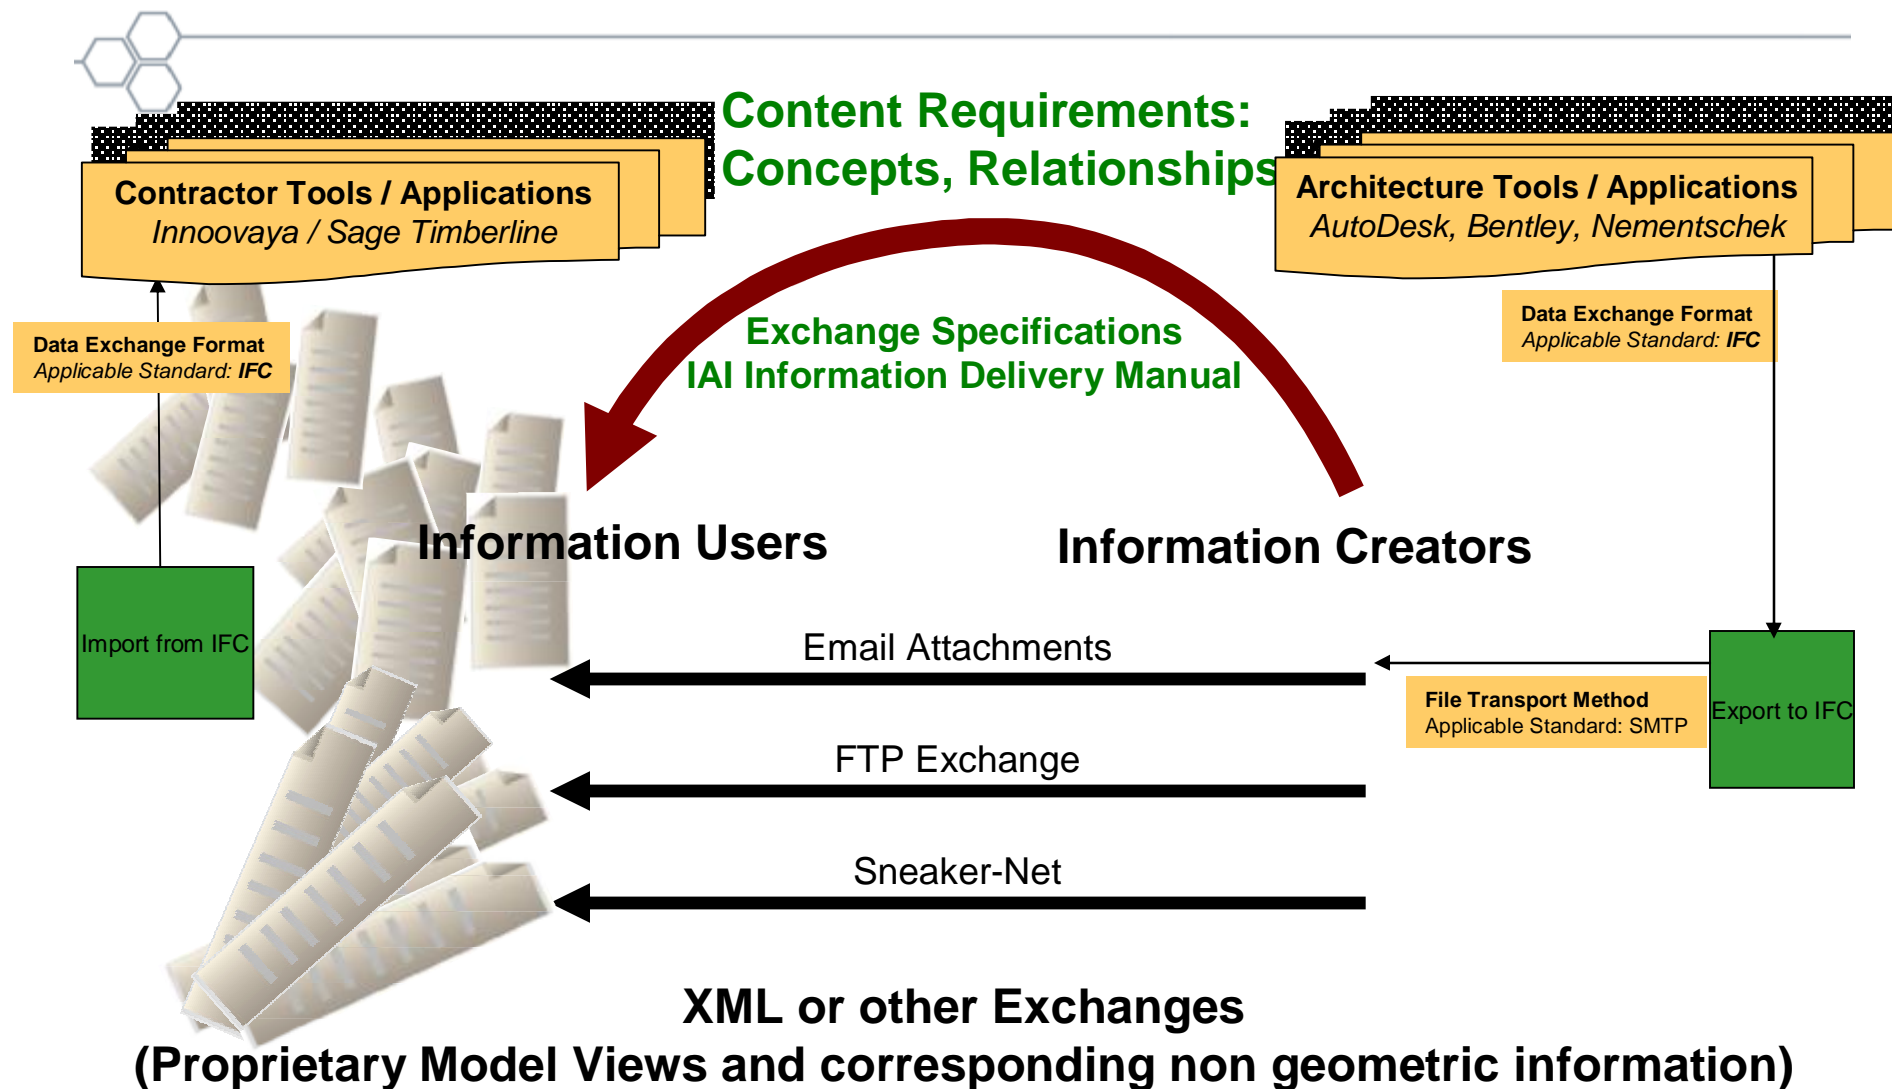 Content Requirements:
Concepts, Relationships
Contractor Tools / Applications
Innoovaya / Sage Timberline
Architecture Tools / Applications
AutoDesk, Bentley, Nementschek
Data Exchange Format
Applicable Standard: IFC
Exchange Specifications
IAI Information Delivery Manual
Data Exchange Format
Applicable Standard: IFC
Information Users
Information Creators
Import from IFC
Email Attachments
File Transport Method
Applicable Standard: SMTP
Export to IFC
FTP Exchange
Sneaker-Net
XML or other Exchanges
(Proprietary Model Views and corresponding non geometric information)